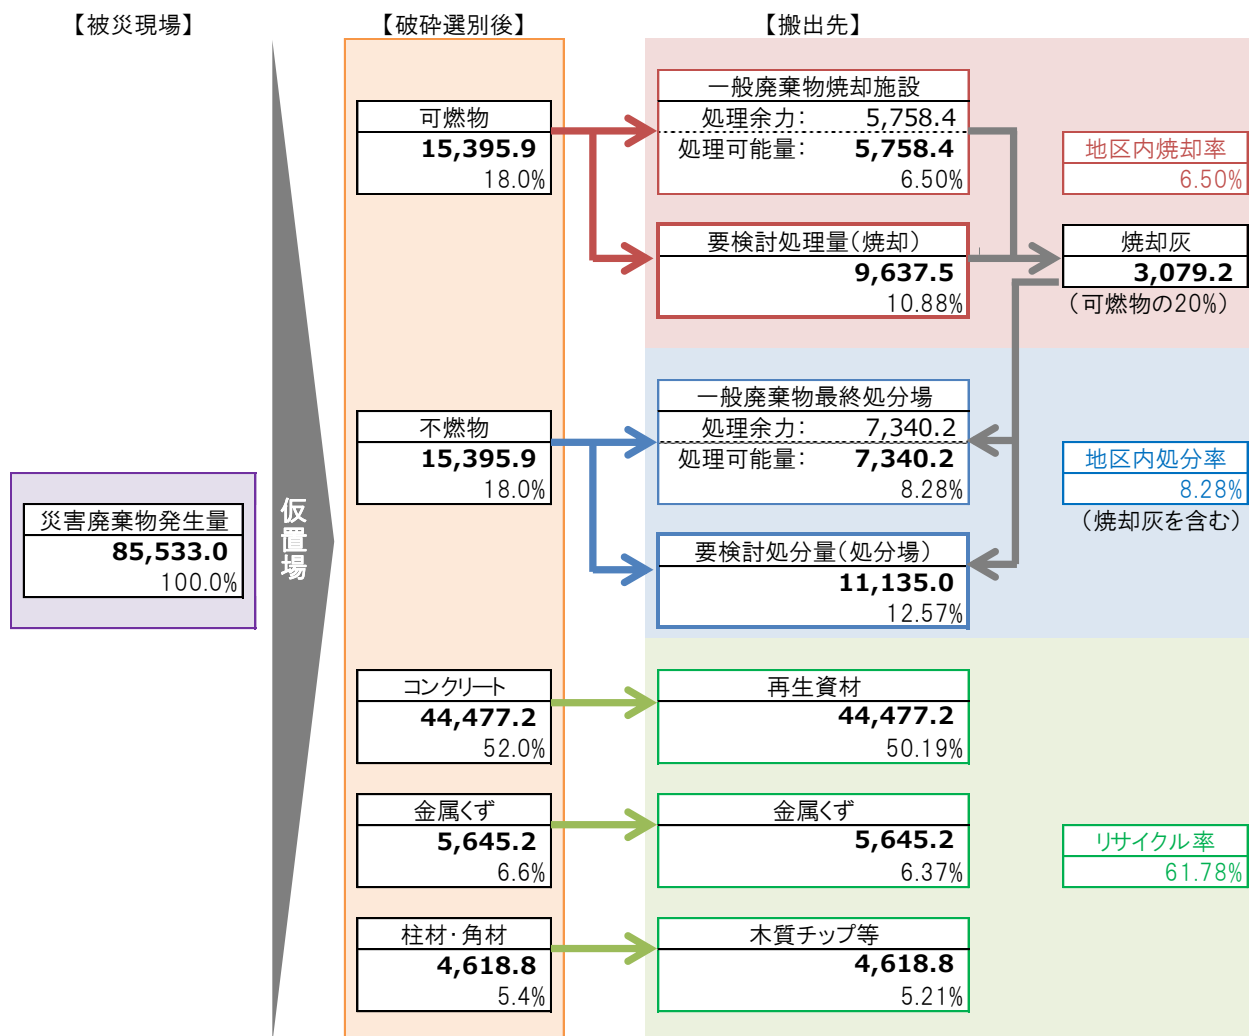 【被災現場】
【破砕選別後】
【搬出先】
災害廃棄物発生量
85,533.0
100.0%
仮置場
可燃物
15,395.9
18.0%
不燃物
15,395.9
18.0%
コンクリート
44,477.2
52.0%
金属くず
5,645.2
6.6%
柱材・角材
4,618.8
5.4%
一般廃棄物焼却施設
処理余力： 5,758.4
処理可能量： 5,758.4
6.50%
要検討処理量（焼却）
9,637.5
10.88%
一般廃棄物最終処分場
処理余力： 7,340.2
処理可能量： 7,340.2
8.28%
要検討処分量（処分場）
11,135.0
12.57%
再生資材
44,477.2
50.19%
金属くず
5,645.2
6.37%
木質チップ等
4,618.8
5.21%
地区内焼却率
6.50%
焼却灰
3,079.2
（可燃物の20%）
地区内処分率
8.28%
（焼却灰を含む）
リサイクル率
61.78%